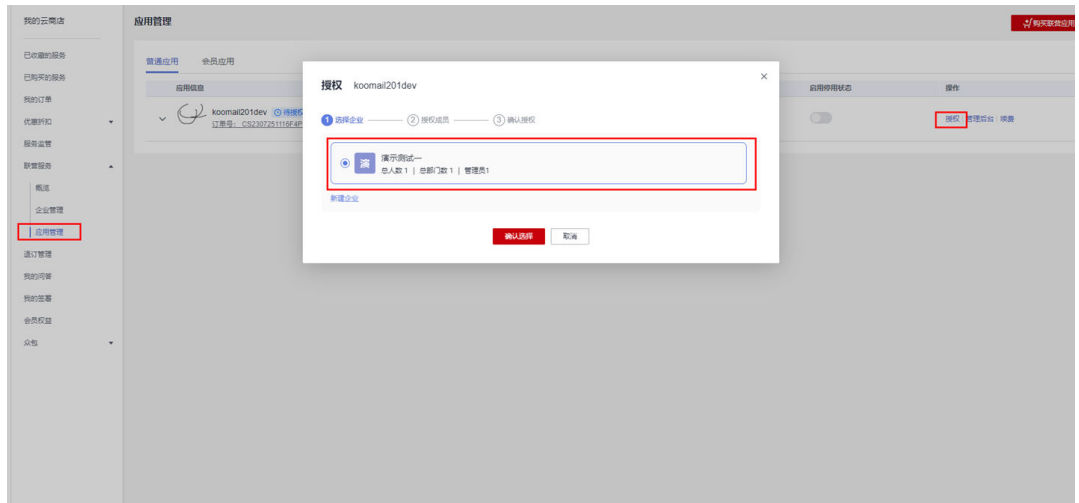 我的云商店
已收藏的服务
已购买的服务
我的订单
优惠折扣
服务监管
联营服务
概览
企业管理
应用管理
退订管理
我的问答
我的签署
会员权益
众包
应用管理
购买联营应用
普通应用 会员应用
应用信息 启用停用状态 操作
koomail201dev 待授权
订单号: CS2307251116F4P
授权 管理后台 续费
授权 koomail201dev
1 选择企业 2 授权成员 3 确认授权
演 演示测试一
总人数 1 | 总部门数 1 | 管理员1
新建企业
确认选择 取消